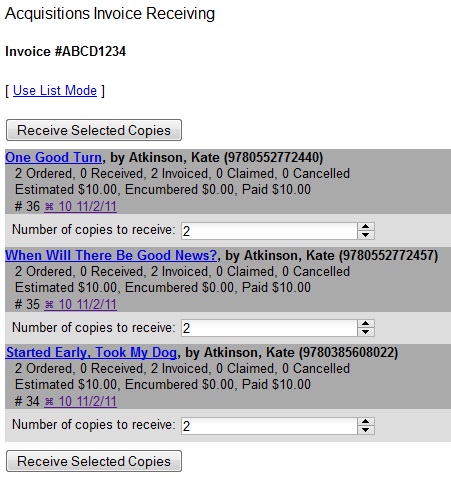 Acquisitions Invoice Receiving
Invoice #ABCD1234
[ Use List Mode ]
Receive Selected Copies
One Good Turn, by Atkinson, Kate (9780552772440)
2 Ordered, 0 Received, 2 Invoiced, 0 Claimed, 0 Cancelled
Estimated $10.00, Encumbered $0.00, Paid $10.00
# 36 ⌘ 10 11/2/11
Number of copies to receive: 2
When Will There Be Good News?, by Atkinson, Kate (9780552772457)
2 Ordered, 0 Received, 2 Invoiced, 0 Claimed, 0 Cancelled
Estimated $10.00, Encumbered $0.00, Paid $10.00
# 35 ⌘ 10 11/2/11
Number of copies to receive: 2
Started Early, Took My Dog, by Atkinson, Kate (9780385608022)
2 Ordered, 0 Received, 2 Invoiced, 0 Claimed, 0 Cancelled
Estimated $10.00, Encumbered $0.00, Paid $10.00
# 34 ⌘ 10 11/2/11
Number of copies to receive: 2
Receive Selected Copies